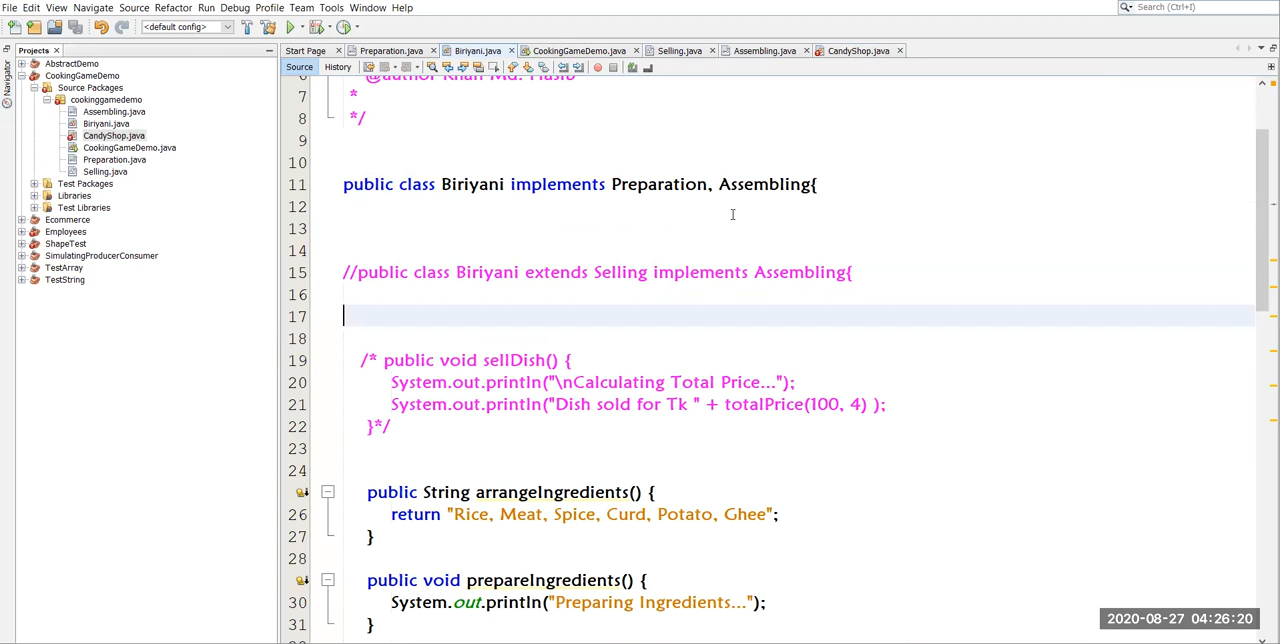 File Edit View Navigate Source Refactor Run Debug Profile Team Tools Window Help
Search (Ctrl+I)
<default config>
Projects
Start Page Preparation.java Biriyani.java CookingGameDemo.java Selling.java Assembling.java CandyShop.java
Source History
Navigator
AbstractDemo
CookingGameDemo
Source Packages
cookinggamedemo
Assembling.java
Biriyani.java
CandyShop.java
CookingGameDemo.java
Preparation.java
Selling.java
Test Packages
Libraries
Test Libraries
Ecommerce
Employees
ShapeTest
SimulatingProducerConsumer
TestArray
TestString
6 @author Khan Md. Hasib
7 *
8 */
9
10
11 public class Biriyani implements Preparation, Assembling{
12
13
14
15 //public class Biriyani extends Selling implements Assembling{
16
17
18
19 /* public void sellDish() {
20 System.out.println("\nCalculating Total Price...");
21 System.out.println("Dish sold for Tk " + totalPrice(100, 4) );
22 }*/
23
24
public String arrangeIngredients() {
26 return "Rice, Meat, Spice, Curd, Potato, Ghee";
27 }
28
public void prepareIngredients() {
30 System.out.println("Preparing Ingredients...");
31 }
2020-08-27 04:26:20